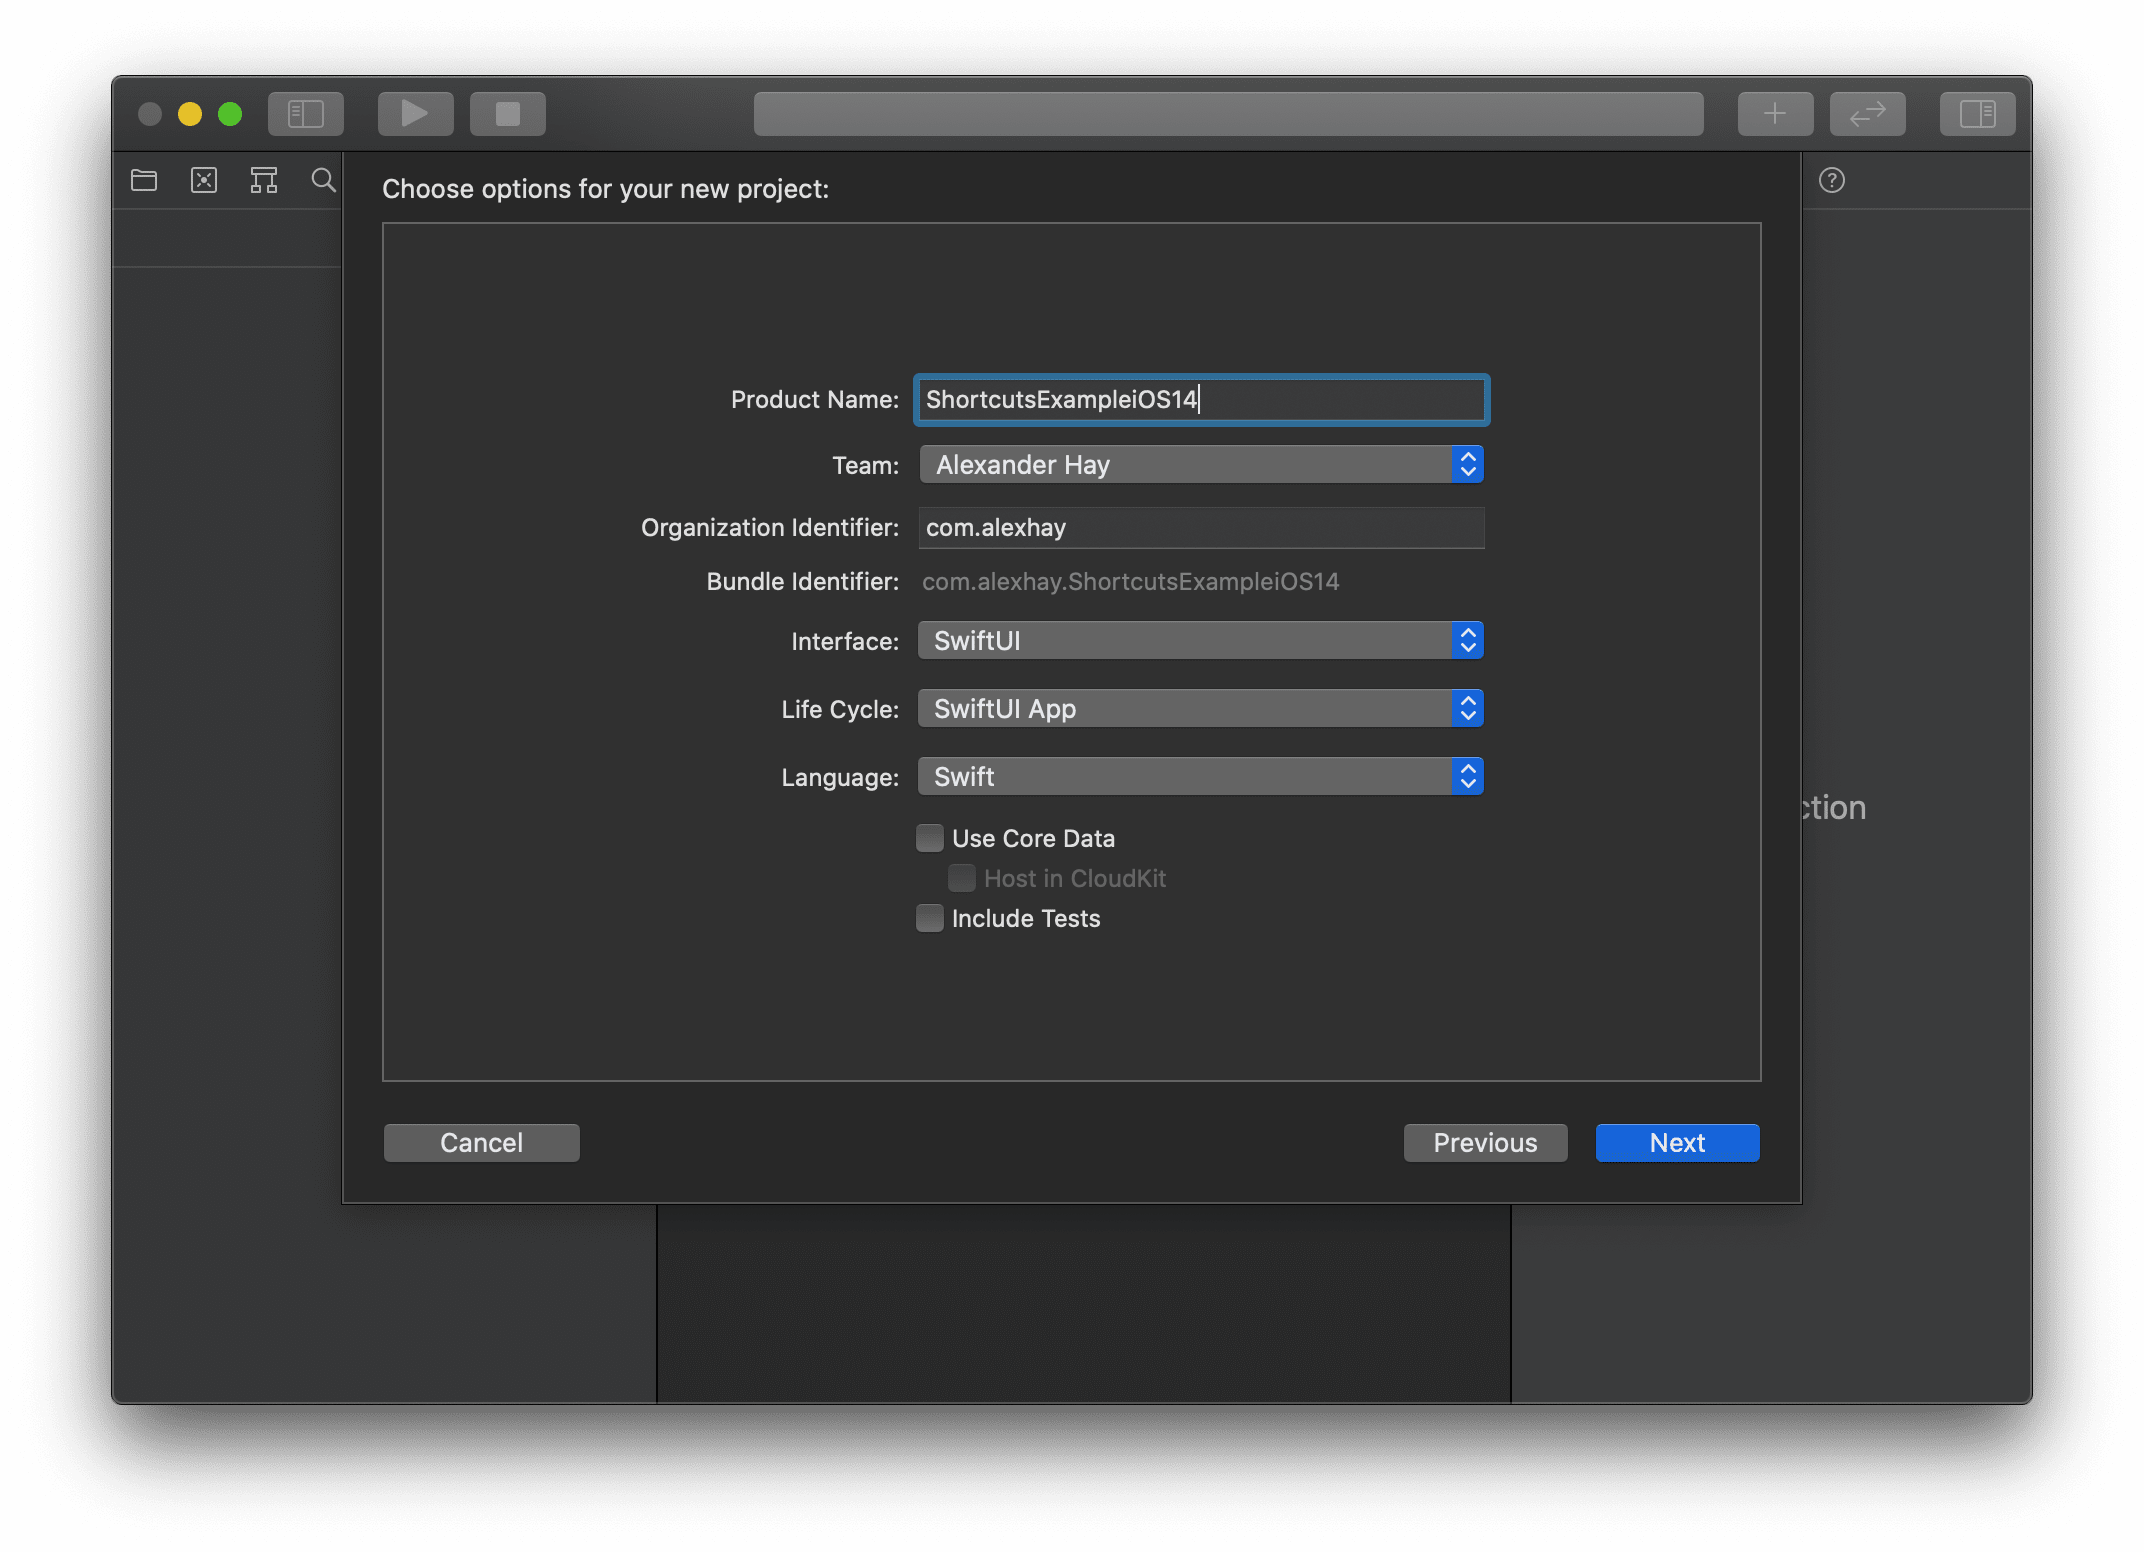 Choose options for your new project:
Product Name: ShortcutsExampleiOS14
Team: Alexander Hay
Organization Identifier: com.alexhay
Bundle Identifier: com.alexhay.ShortcutsExampleiOS14
Interface: SwiftUI
Life Cycle: SwiftUI App
Language: Swift
ction
Use Core Data
Host in CloudKit
Include Tests
Cancel Previous Next